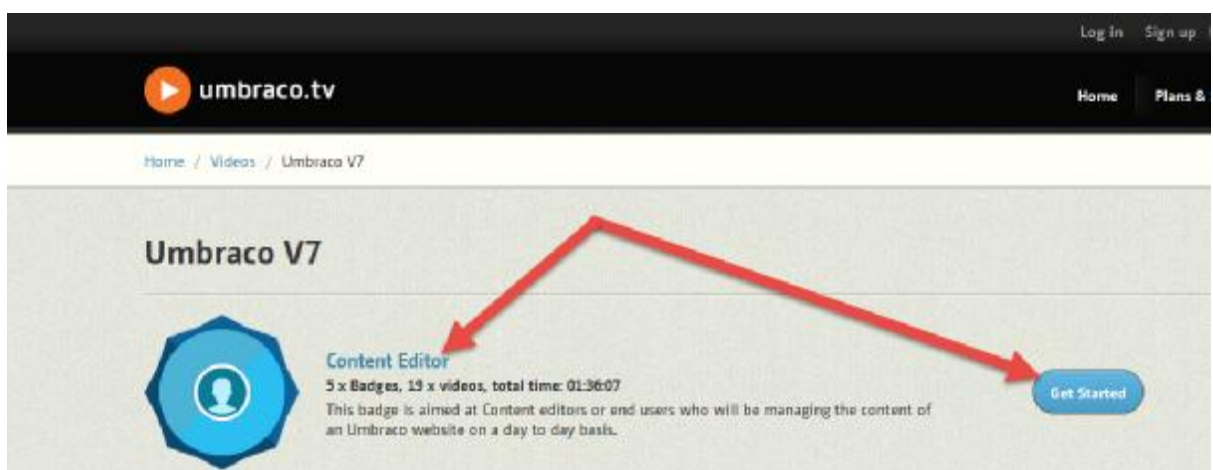 Log in Sign up
umbraco.tv
Home Plans &
Home / Videos / Umbraco V7
Umbraco V7
Content Editor
5 x Badges, 19 x videos, total time: 01:36:07
This badge is aimed at Content editors or end users who will be managing the content of
an Umbraco website on a day to day basis.
Get Started